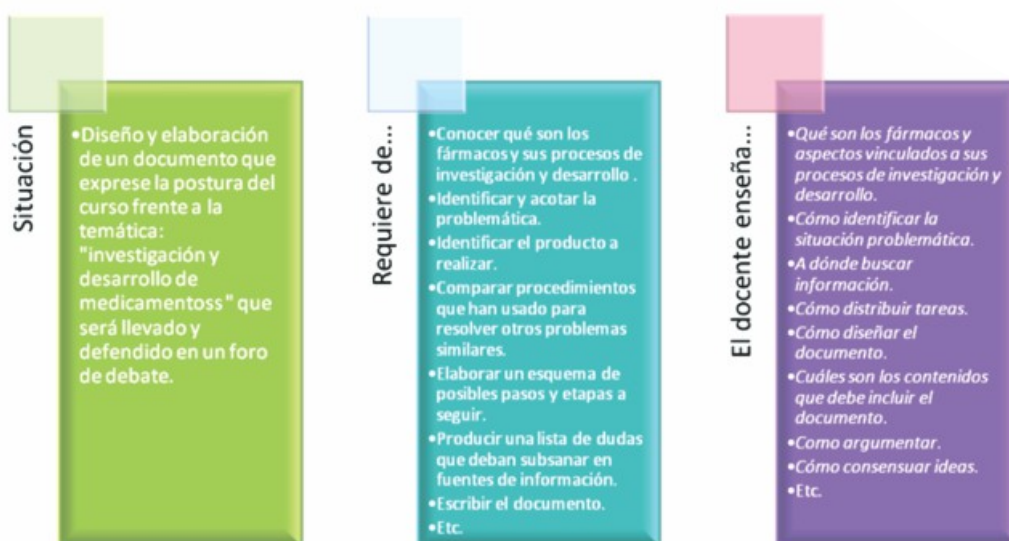 Situación
•Diseño y elaboración
de un documento que
exprese la postura del
curso frente a la
temática:
"investigación y
desarrollo de
medicamentoss" que
será llevado y
defendido en un foro
de debate.
Requiere de...
•Conocer qué son los
fármacos y sus procesos de
investigación y desarrollo .
•Identificar y acotar la
problemática.
•Identificar el producto a
realizar.
•Comparar procedimientos
que han usado para
resolver otros problemas
similares.
•Elaborar un esquema de
posibles pasos y etapas a
seguir.
•Producir una lista de dudas
que deban subsanar en
fuentes de información.
•Escribir el documento.
•Etc.
El docente enseña...
•Qué son los fármacos y
aspectos vinculados a sus
procesos de investigación y
desarrollo.
•Cómo identificar la
situación problemática.
•A dónde buscar
información.
•Cómo distribuir tareas.
•Cómo diseñar el
documento.
•Cuáles son los contenidos
que debe incluir el
documento.
•Como argumentar.
•Cómo consensuar ideas.
•Etc.